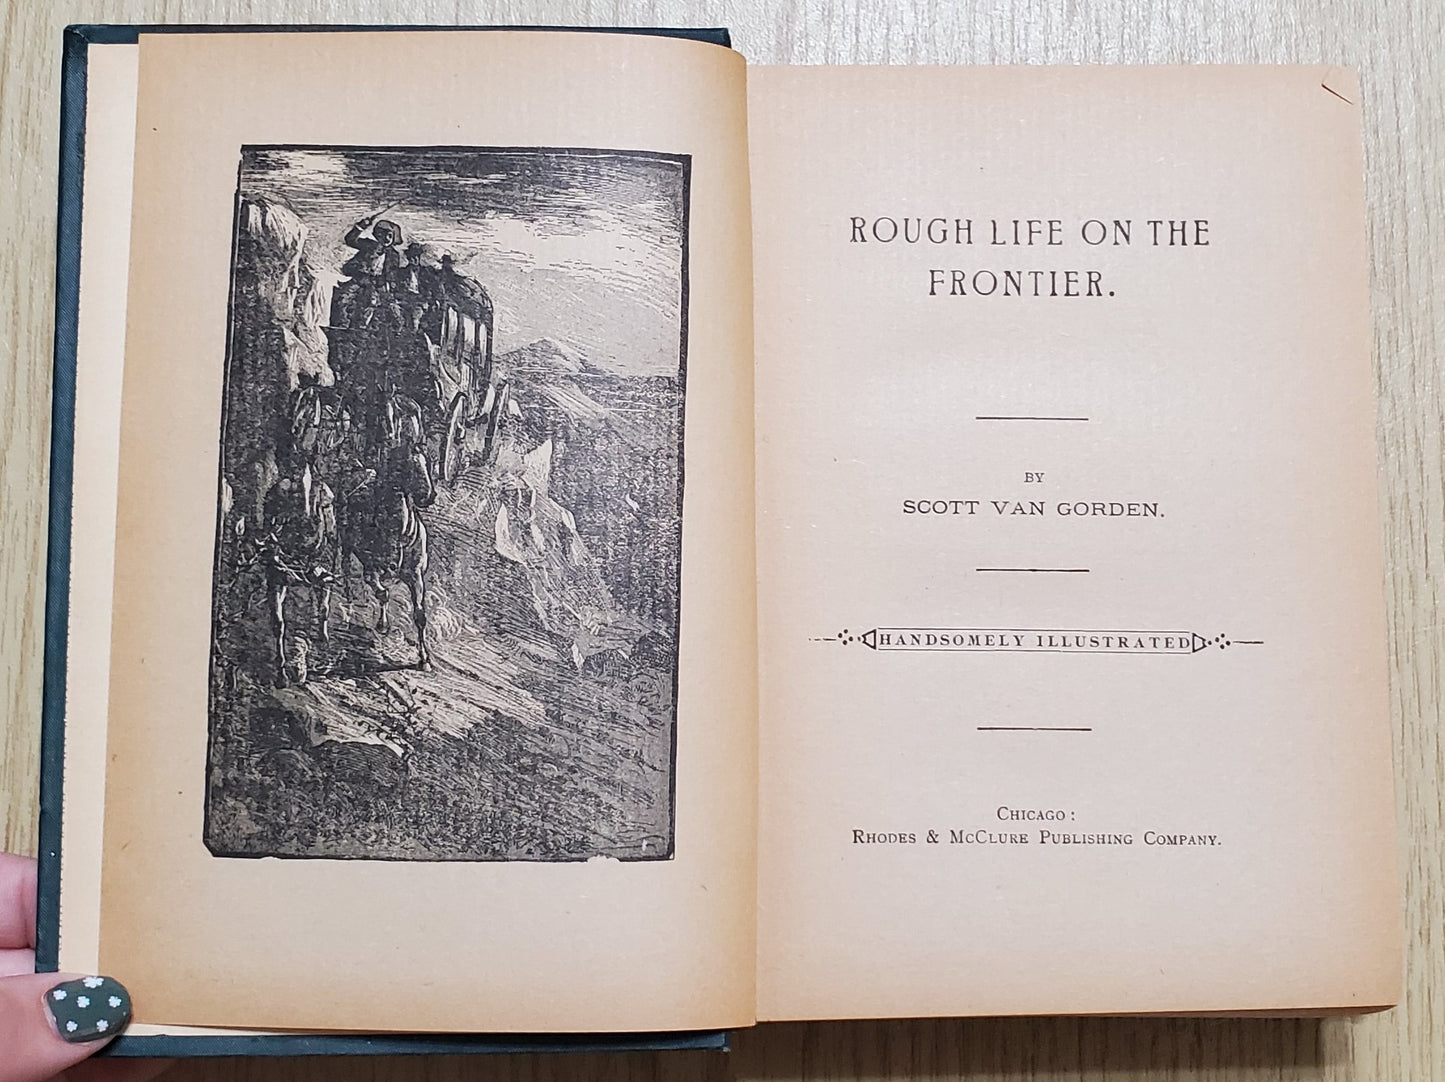 ROUGH LIFE ON THE
FRONTIER.
BY
SCOTT VAN GORDEN.
HANDSOMELY ILLUSTRATED
CHICAGO:
RHODES & MCCLURE PUBLISHING COMPANY.